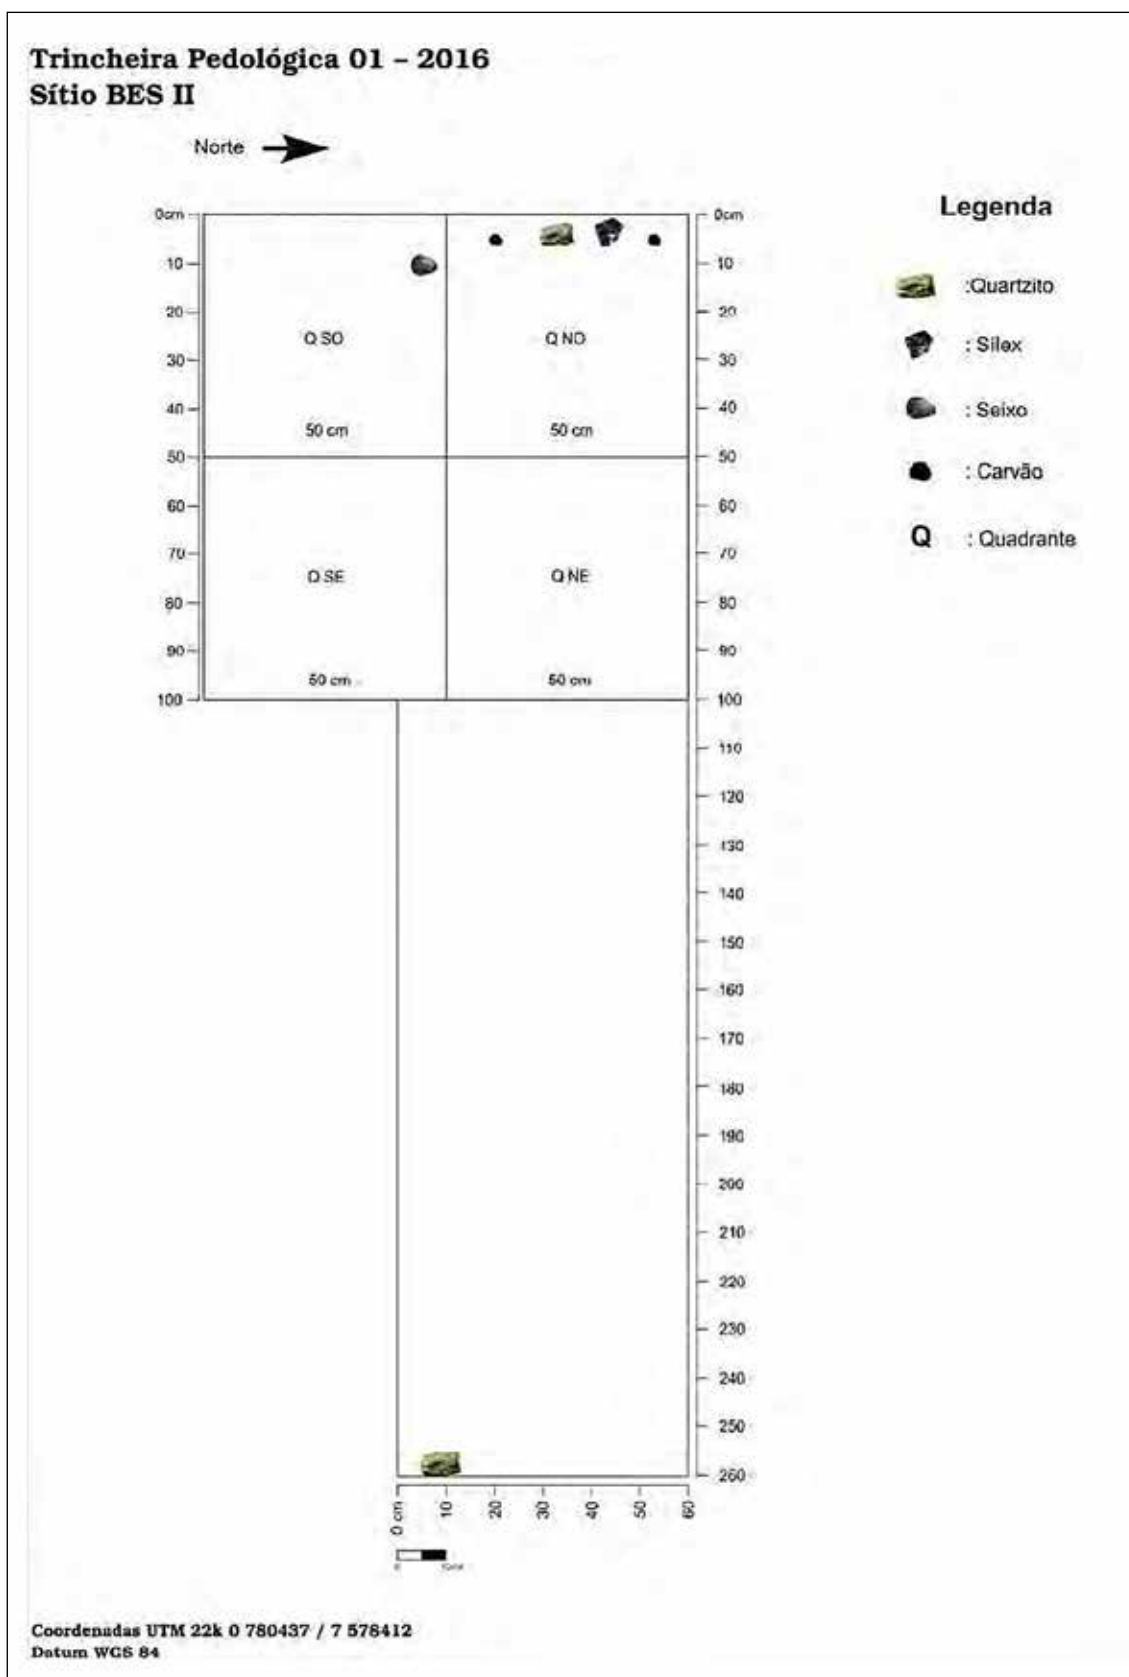 Trincheira Pedológica 01 – 2016
Sítio BES II
Norte
0cm
10
20
30
40
50
60
70
80
90
100
Q SO
50 cm
Q NO
50 cm
Q SE
50 cm
Q NE
50 cm
0cm
10
20
30
40
50
60
70
80
90
100
110
120
130
140
150
160
170
180
190
200
210
220
230
240
250
260
0 cm
10
20
30
40
50
60
0
Legenda
:Quartzito
: Sílex
: Seixo
: Carvão
Q : Quadrante
Coordenadas UTM 22k 0 780437 / 7 578412
Datum WGS 84